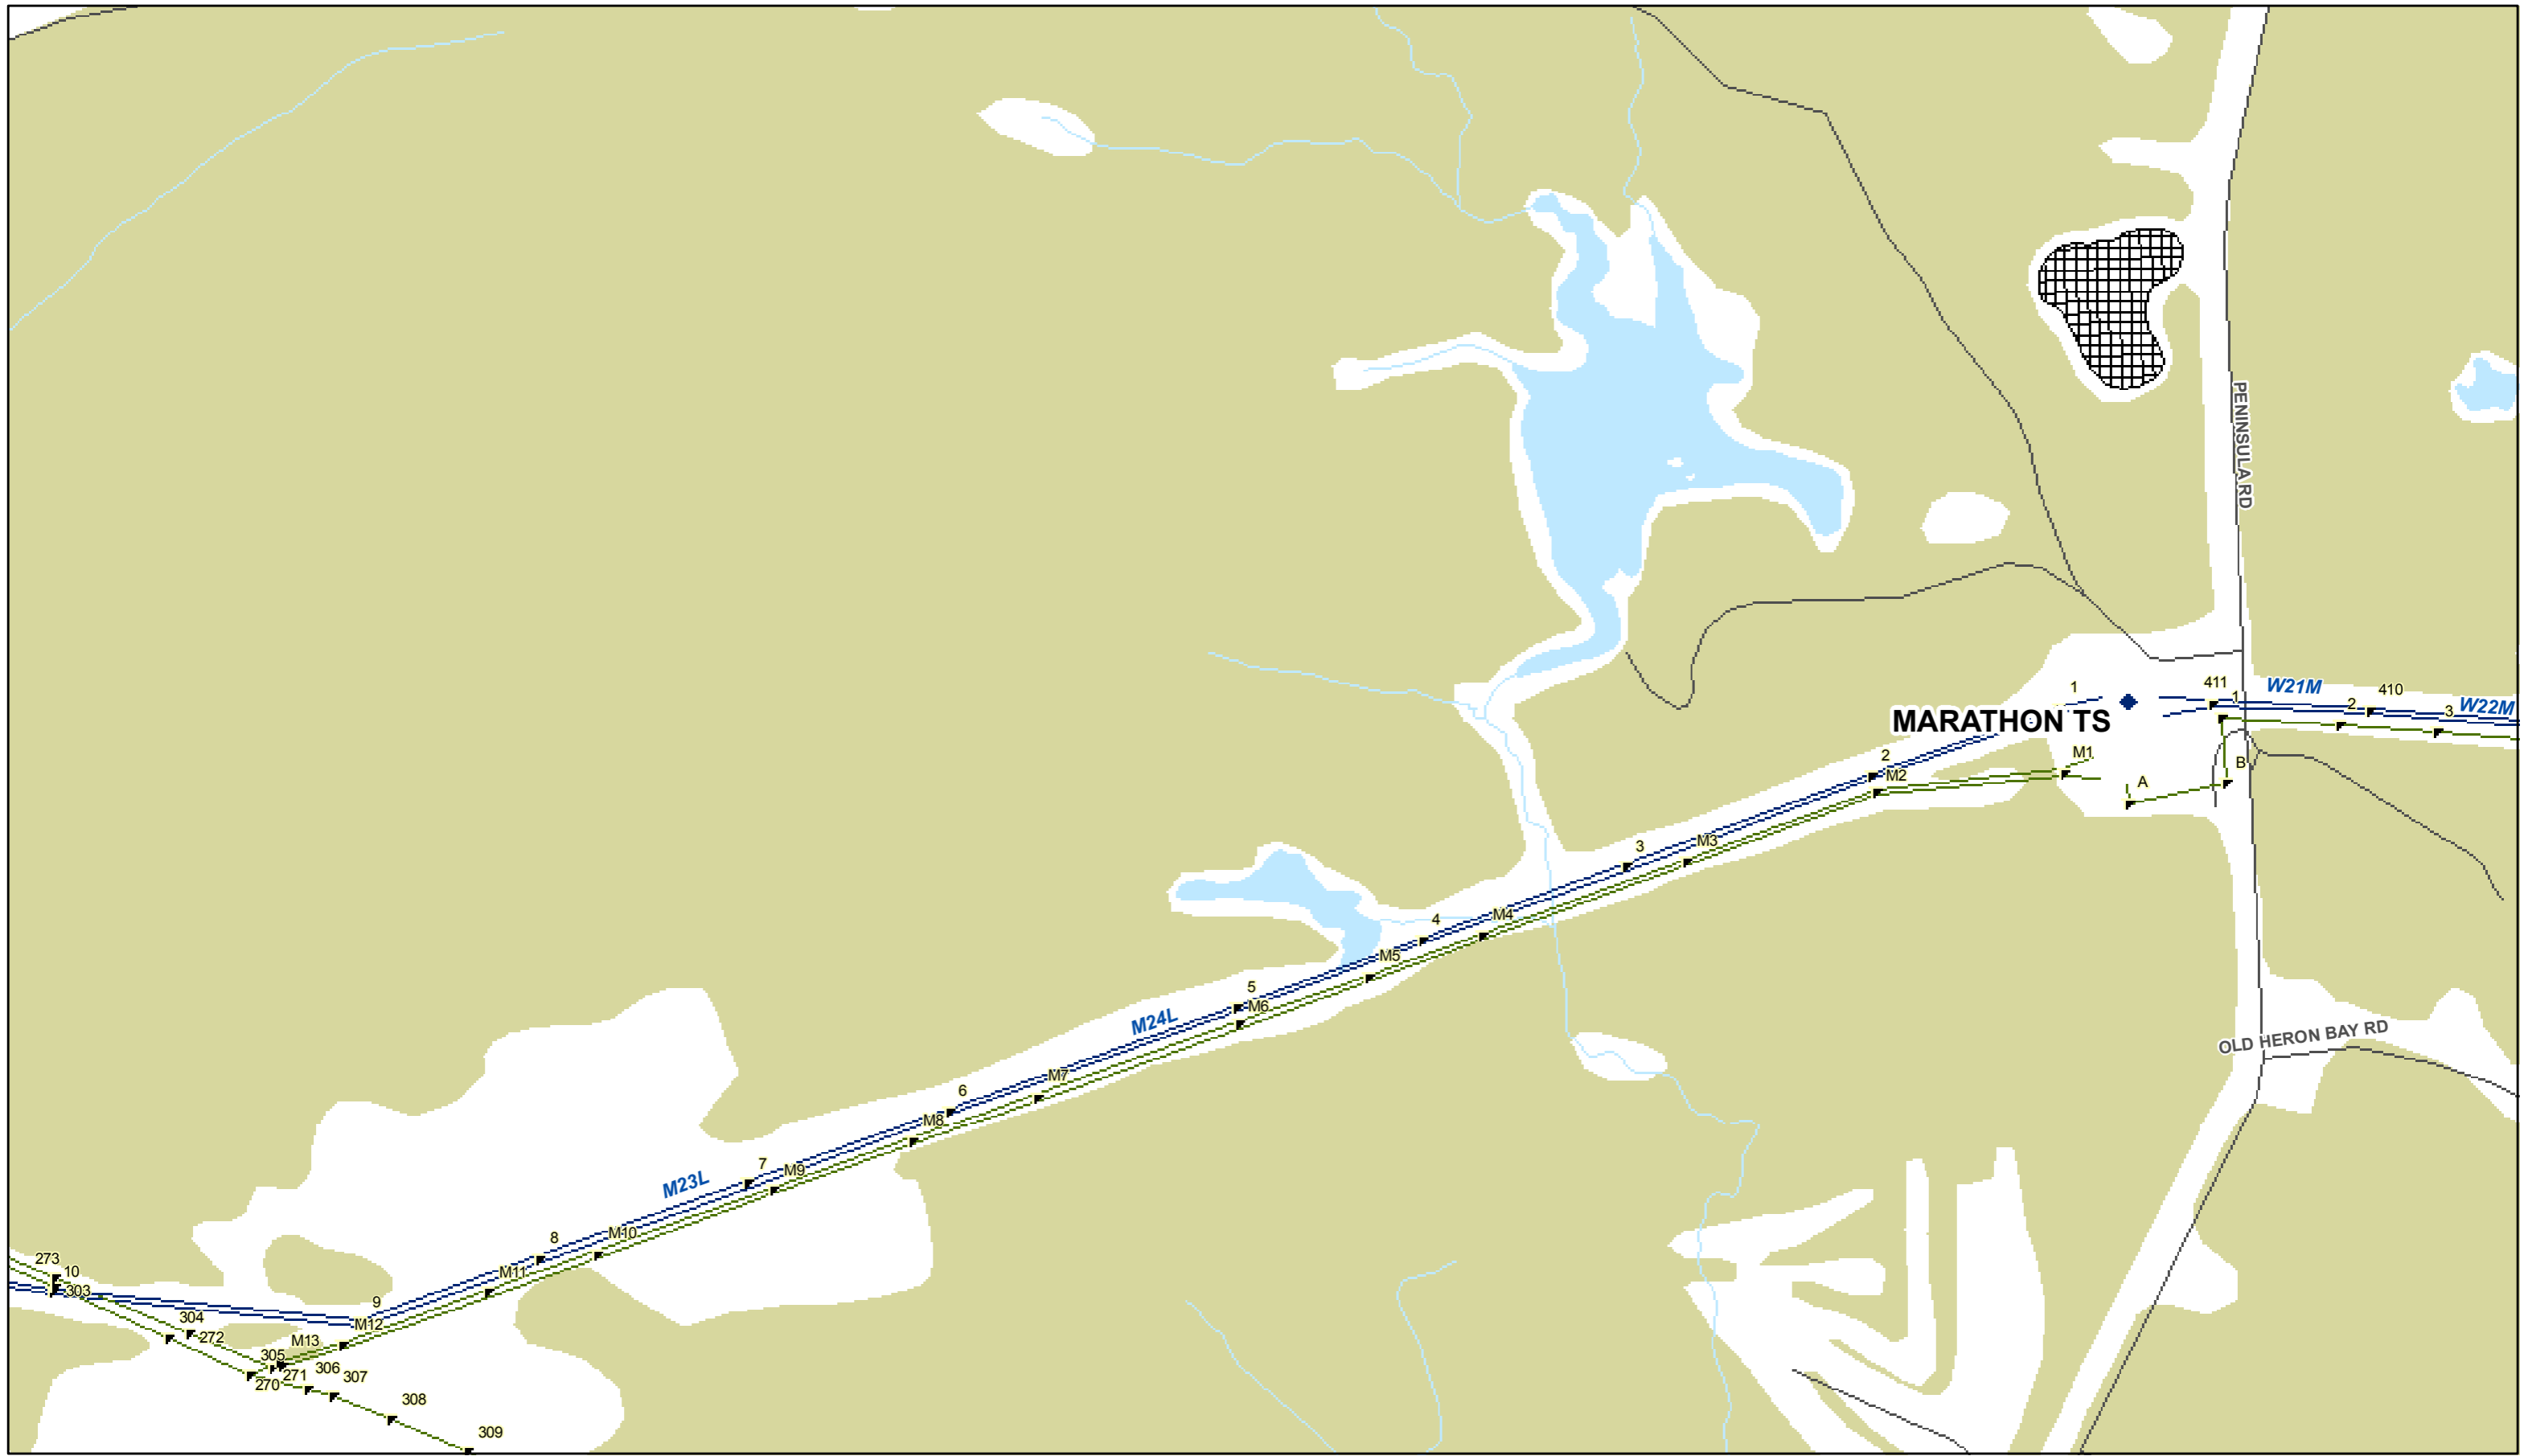 PENINSULA RD
411
W21M
410
1
1
2
3
W22M
MARATHON TS
M1
2
M2
B
A
3
M3
4
M4
M5
5
M6
M24L
OLD HERON BAY RD
M7
6
M8
7
M9
M23L
8
M10
273
10
M11
303
9
304
M12
272
M13
305
306
271
307
270
308
309